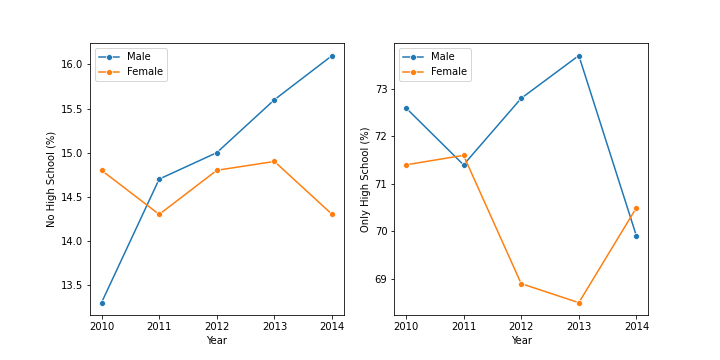 Male
Female
16.0
15.5
15.0
14.5
14.0
13.5
No High School (%)
2010 2011 2012 2013 2014
Year
Male
Female
73
72
71
70
69
Only High School (%)
2010 2011 2012 2013 2014
Year